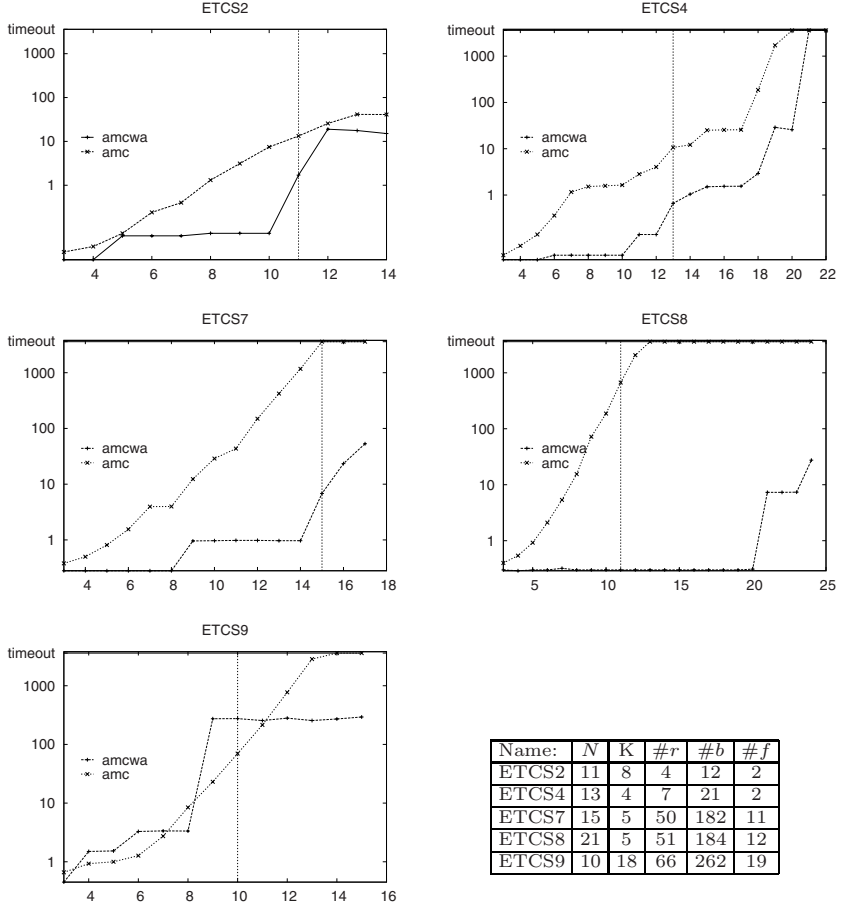 ETCS2
timeout
1000
100
10
1
amcwa
amc
4 6 8 10 12 14
ETCS4
timeout
1000
100
10
1
amcwa
amc
4 6 8 10 12 14 16 18 20 22
ETCS7
timeout
1000
100
10
1
amcwa
amc
4 6 8 10 12 14 16 18
ETCS8
timeout
1000
100
10
1
amcwa
amc
5 10 15 20 25
ETCS9
timeout
1000
100
10
1
amcwa
amc
4 6 8 10 12 14 16
Name: N K #r #b #f
ETCS2 11 8 4 12 2
ETCS4 13 4 7 21 2
ETCS7 15 5 50 182 11
ETCS8 21 5 51 184 12
ETCS9 10 18 66 262 19